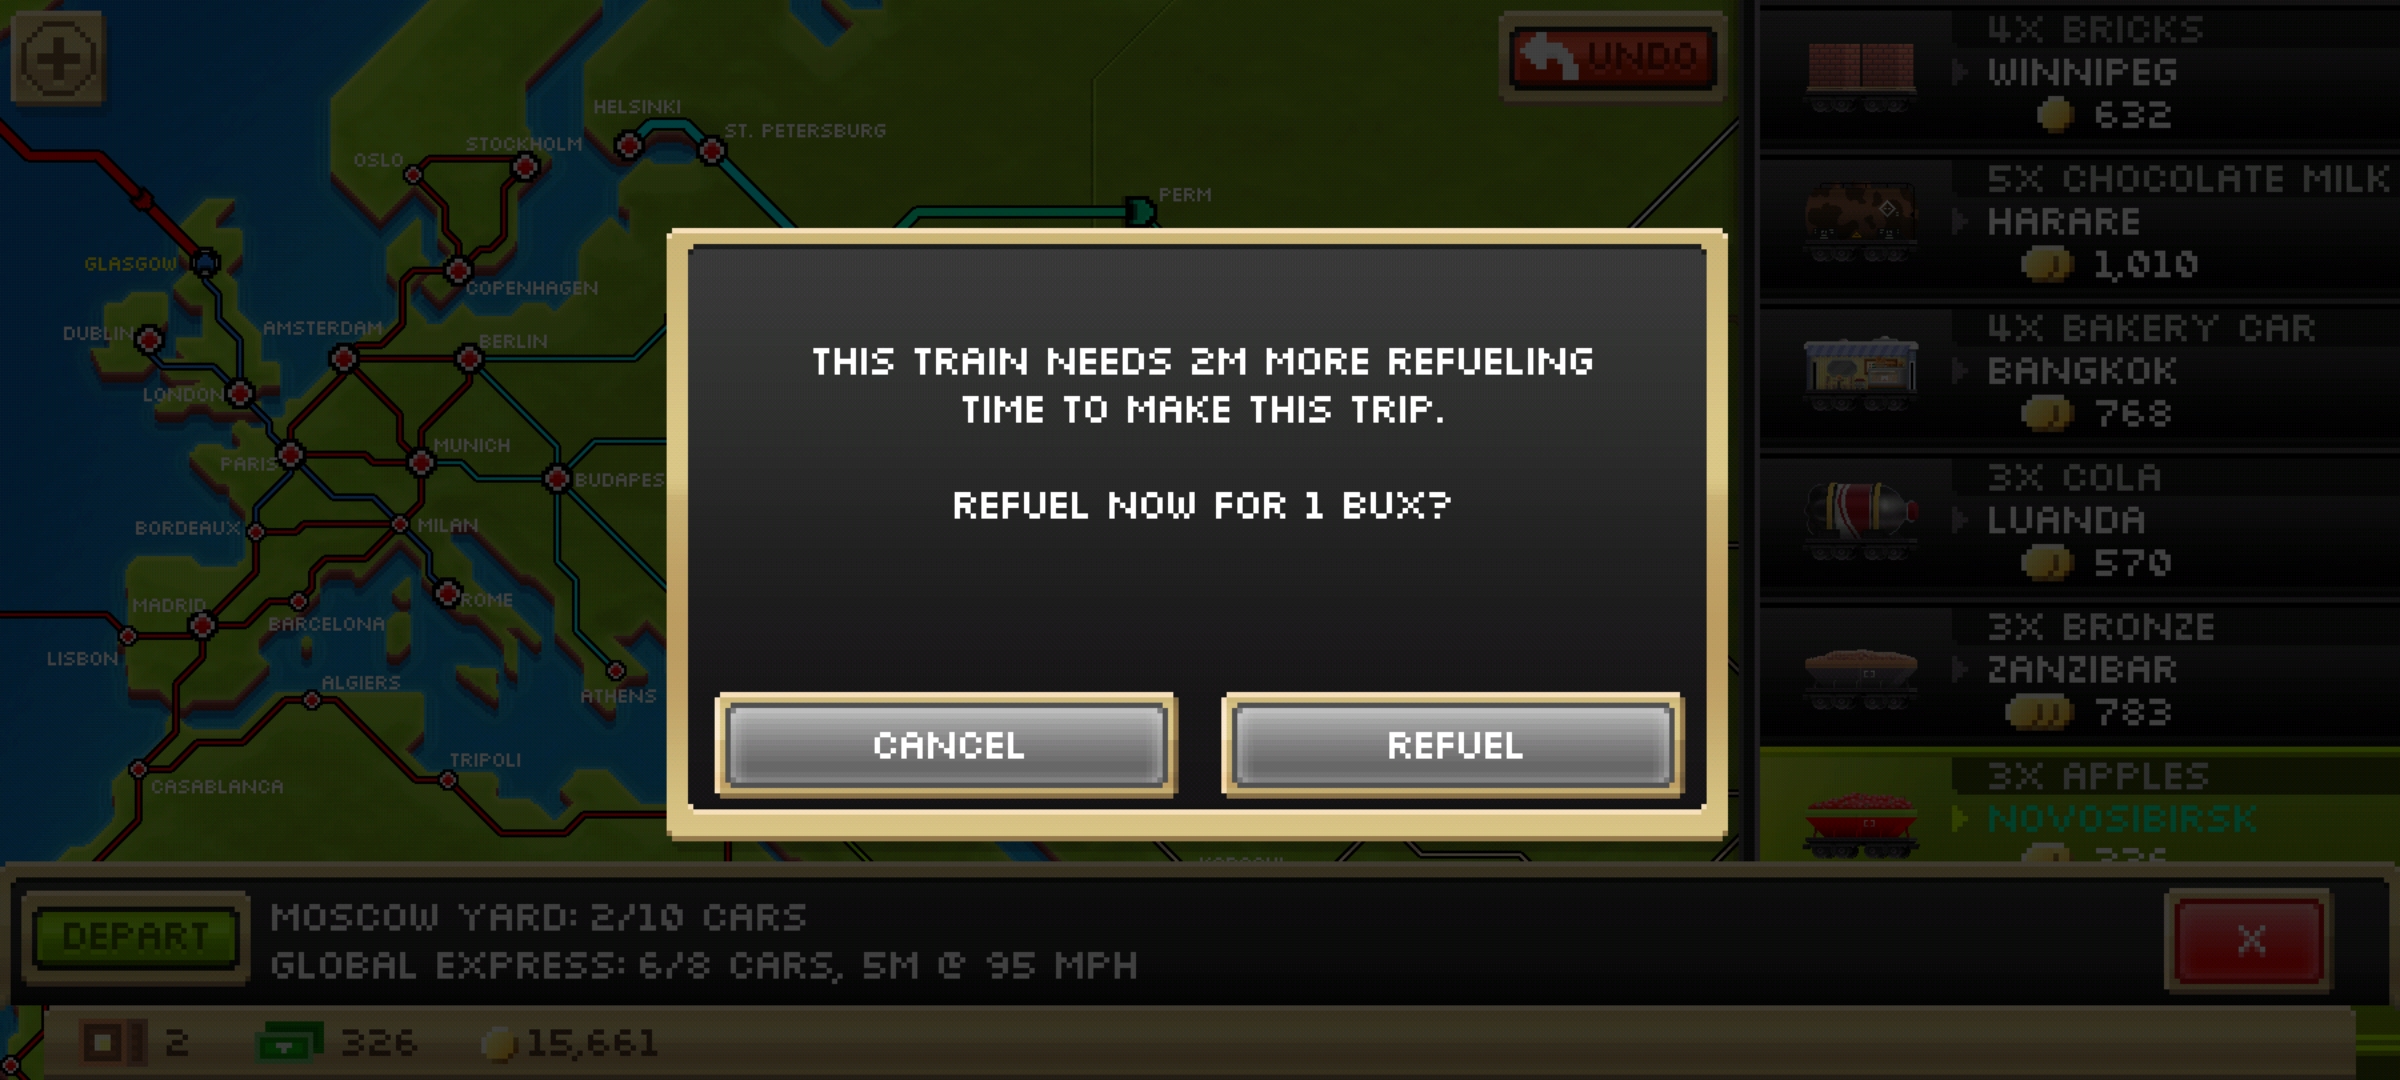 UNDO
HELSINKI
ST. PETERSBURG
STOCKHOLM
OSLO
PERM
GLASGOW
COPENHAGEN
DUBLIN
AMSTERDAM
BERLIN
LONDON
MUNICH
PARIS
BUDAPES
BORDEAUX
MILAN
MADRID
ROME
BARCELONA
LISBON
ALGIERS
ATHENS
TRIPOLI
CASABLANCA
THIS TRAIN NEEDS 2M MORE REFUELING
TIME TO MAKE THIS TRIP.
REFUEL NOW FOR 1 BUX?
CANCEL
REFUEL
4X BRICKS
WINNIPEG
632
5X CHOCOLATE MILK
HARARE
1,010
4X BAKERY CAR
BANGKOK
768
3X COLA
LUANDA
570
3X BRONZE
ZANZIBAR
783
3X APPLES
NOVOSIBIRSK
DEPART
MOSCOW YARD: 2/10 CARS
GLOBAL EXPRESS: 6/8 CARS, 5M @ 95 MPH
X
2
326
15,661